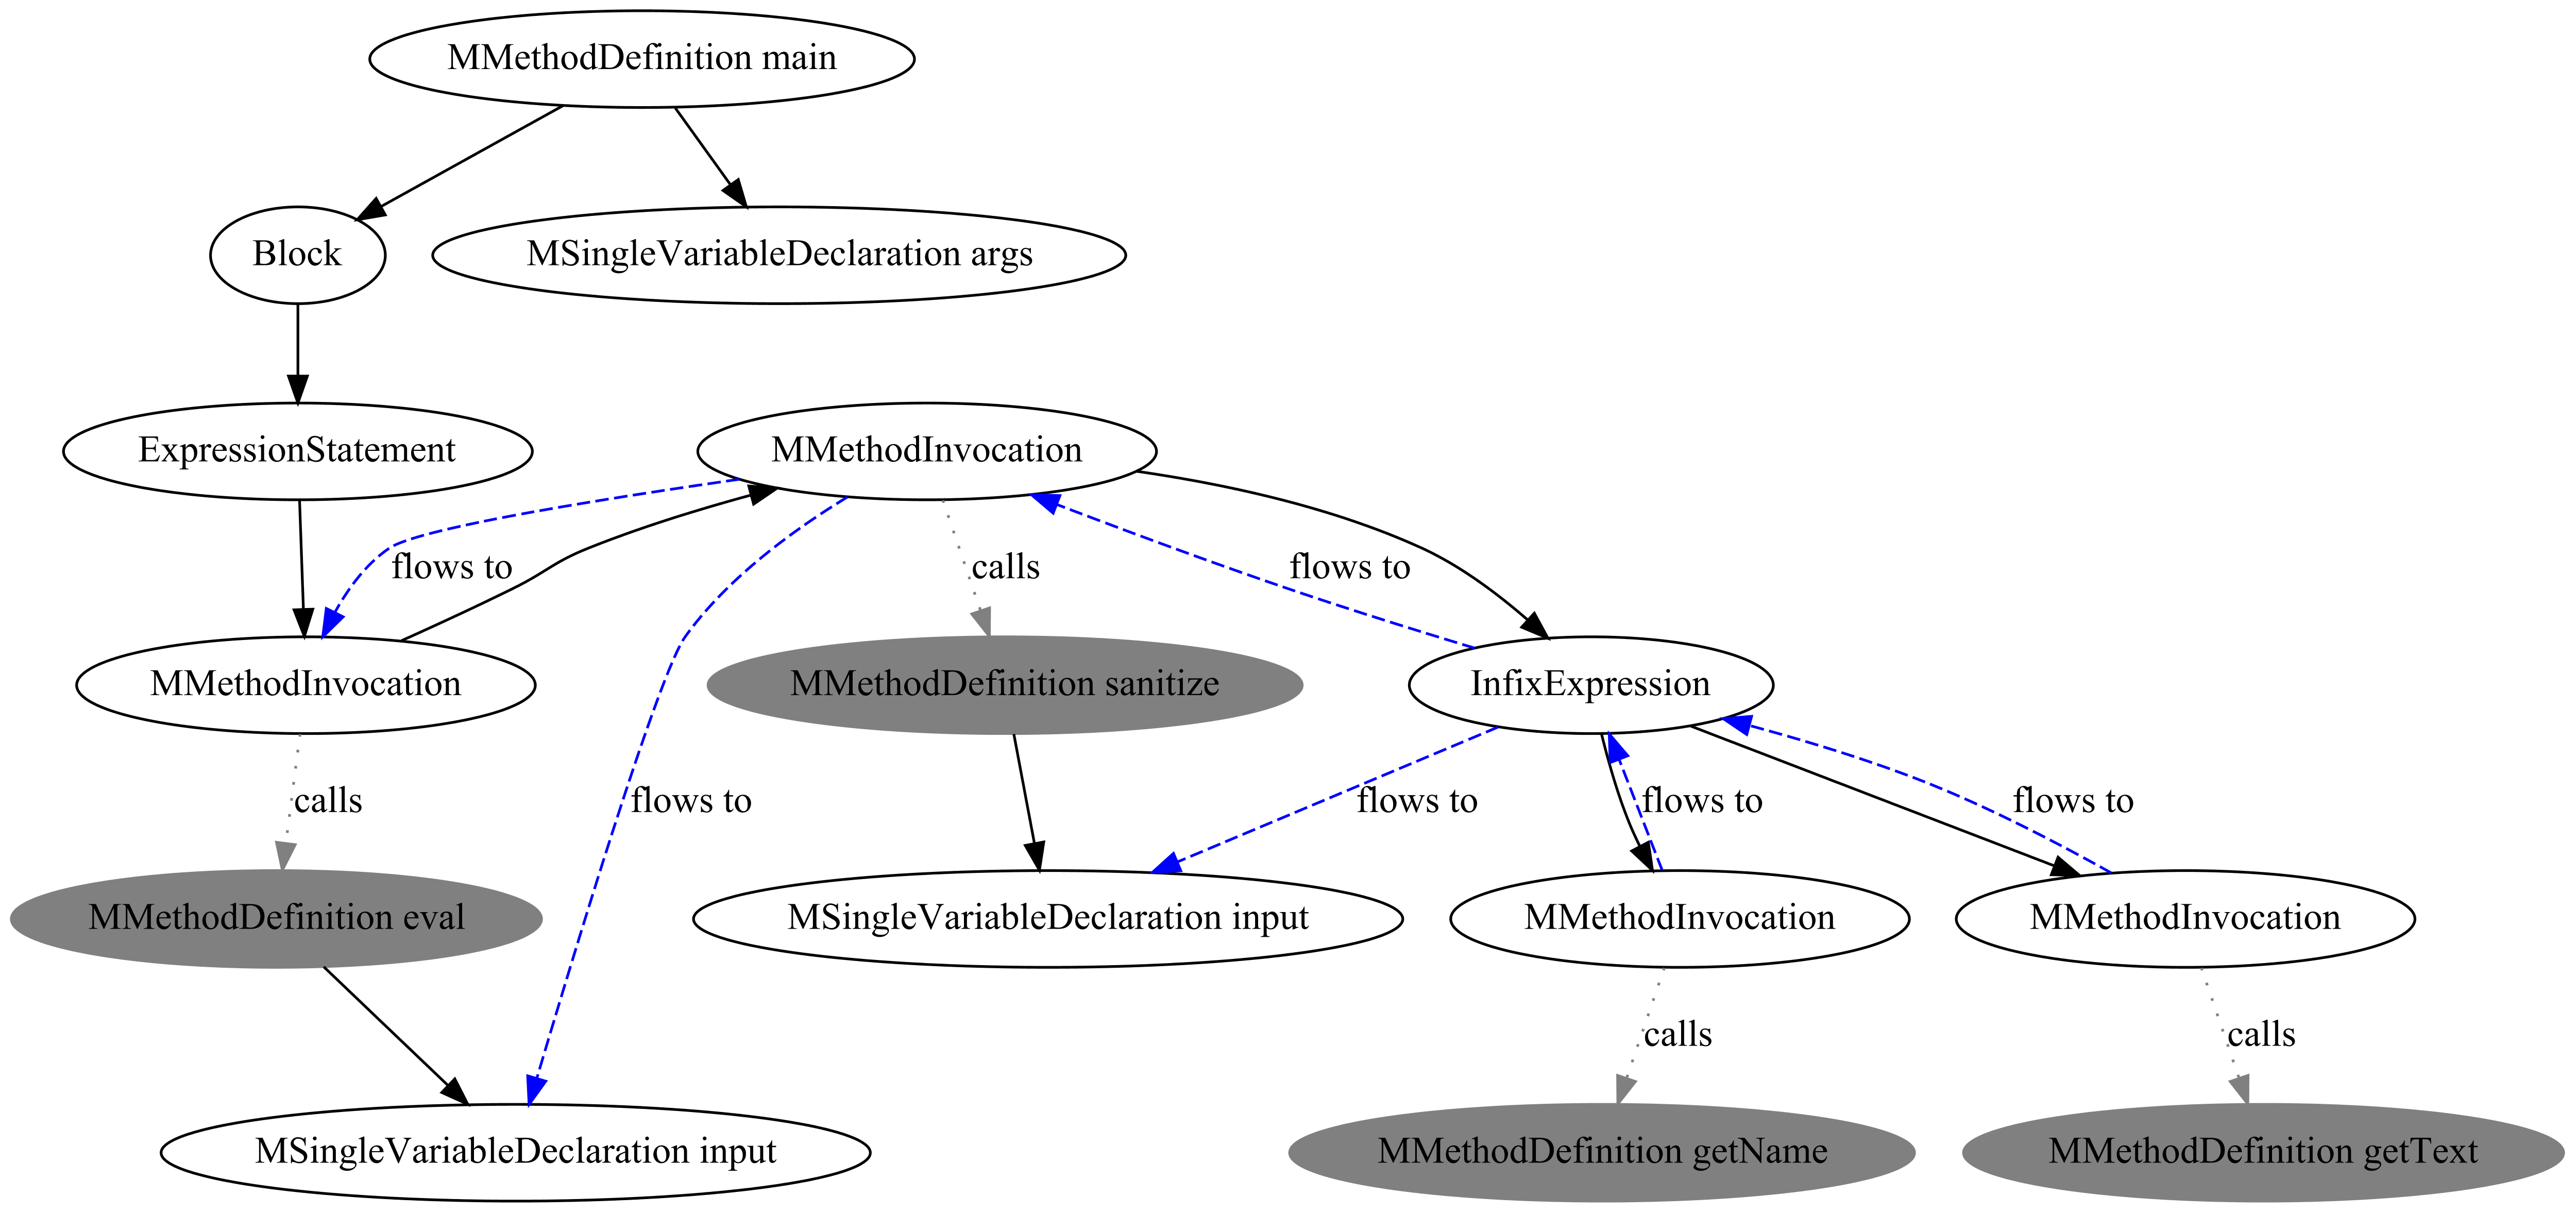 MMethodDefinition main
Block
MSingleVariableDeclaration args
ExpressionStatement
MMethodInvocation
flows to
calls
flows to
MMethodInvocation
MMethodDefinition sanitize
InfixExpression
calls
flows to
flows to
flows to
flows to
MMethodDefinition eval
MSingleVariableDeclaration input
MMethodInvocation
MMethodInvocation
calls
calls
MSingleVariableDeclaration input
MMethodDefinition getName
MMethodDefinition getText